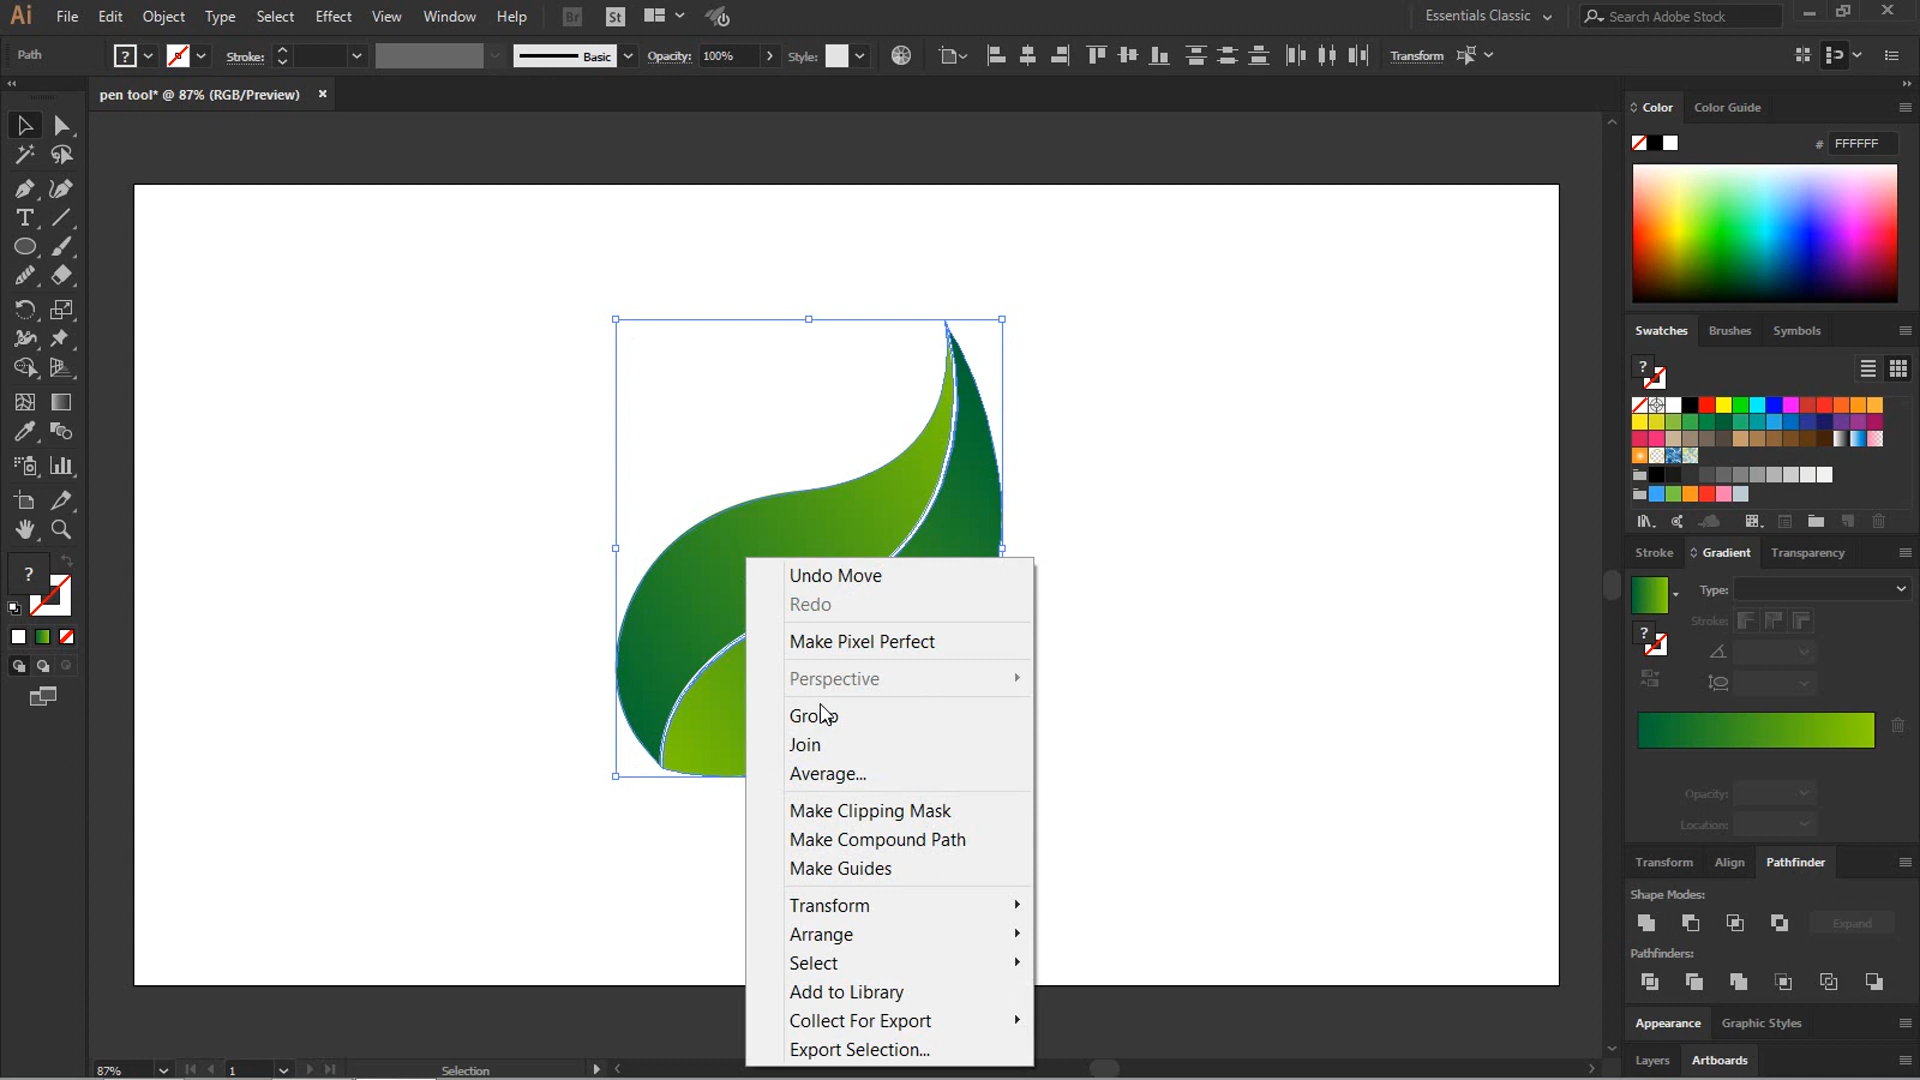 Ai File Edit Object Type Select Effect View Window Help Br St Essentials Classic Search Adobe Stock
Path ? Stroke: Basic Opacity: 100% Style: Transform
pen tool* @ 87% (RGB/Preview) ×
Color Color Guide
# FFFFFF
Swatches Brushes Symbols
?
T
?
Stroke Gradient Transparency
Type:
Stroke:
?
Opacity:
Location:
Undo Move
Redo
Make Pixel Perfect
Perspective
Group
Join
Average...
Make Clipping Mask
Make Compound Path
Make Guides
Transform
Arrange
Select
Add to Library
Collect For Export
Export Selection...
Transform Align Pathfinder
Shape Modes:
Expand
Pathfinders:
Appearance Graphic Styles
Layers Artboards
87% 1 Selection